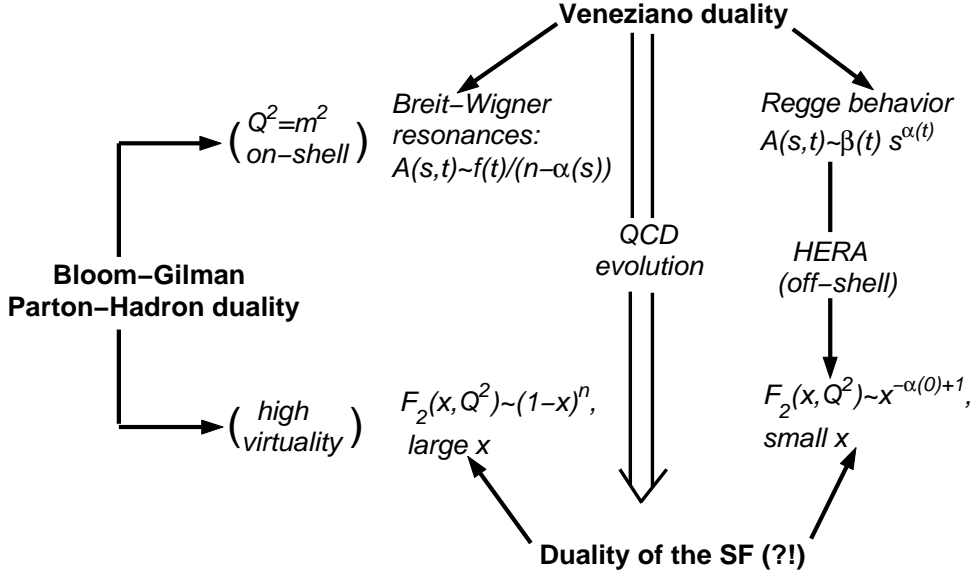 Veneziano duality
Breit−Wigner
resonances:
A(s,t)~f(t)/(n−α(s))
Regge behavior
A(s,t)~β(t) s^α(t)
(Q²=m²
on−shell)
QCD
evolution
HERA
(off−shell)
Bloom−Gilman
Parton−Hadron duality
(high
virtuality)
F₂(x,Q²)~(1−x)ⁿ,
large x
F₂(x,Q²)~x^−α(0)+1,
small x
Duality of the SF (?!)